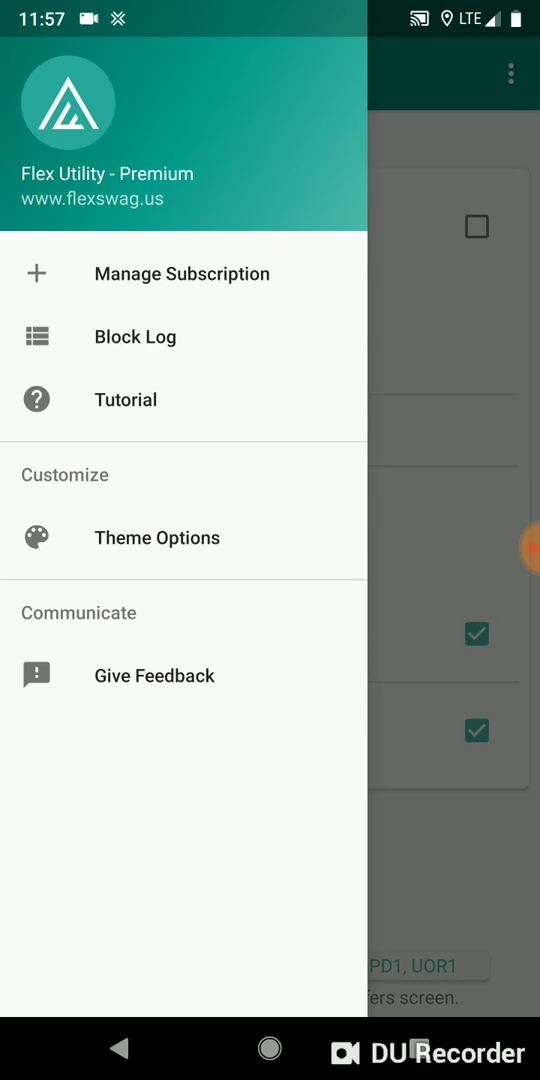 11:57
LTE
Flex Utility - Premium
www.flexswag.us
Manage Subscription
Block Log
Tutorial
Customize
Theme Options
Communicate
Give Feedback
PD1, UOR1
fers screen.
DU Recorder